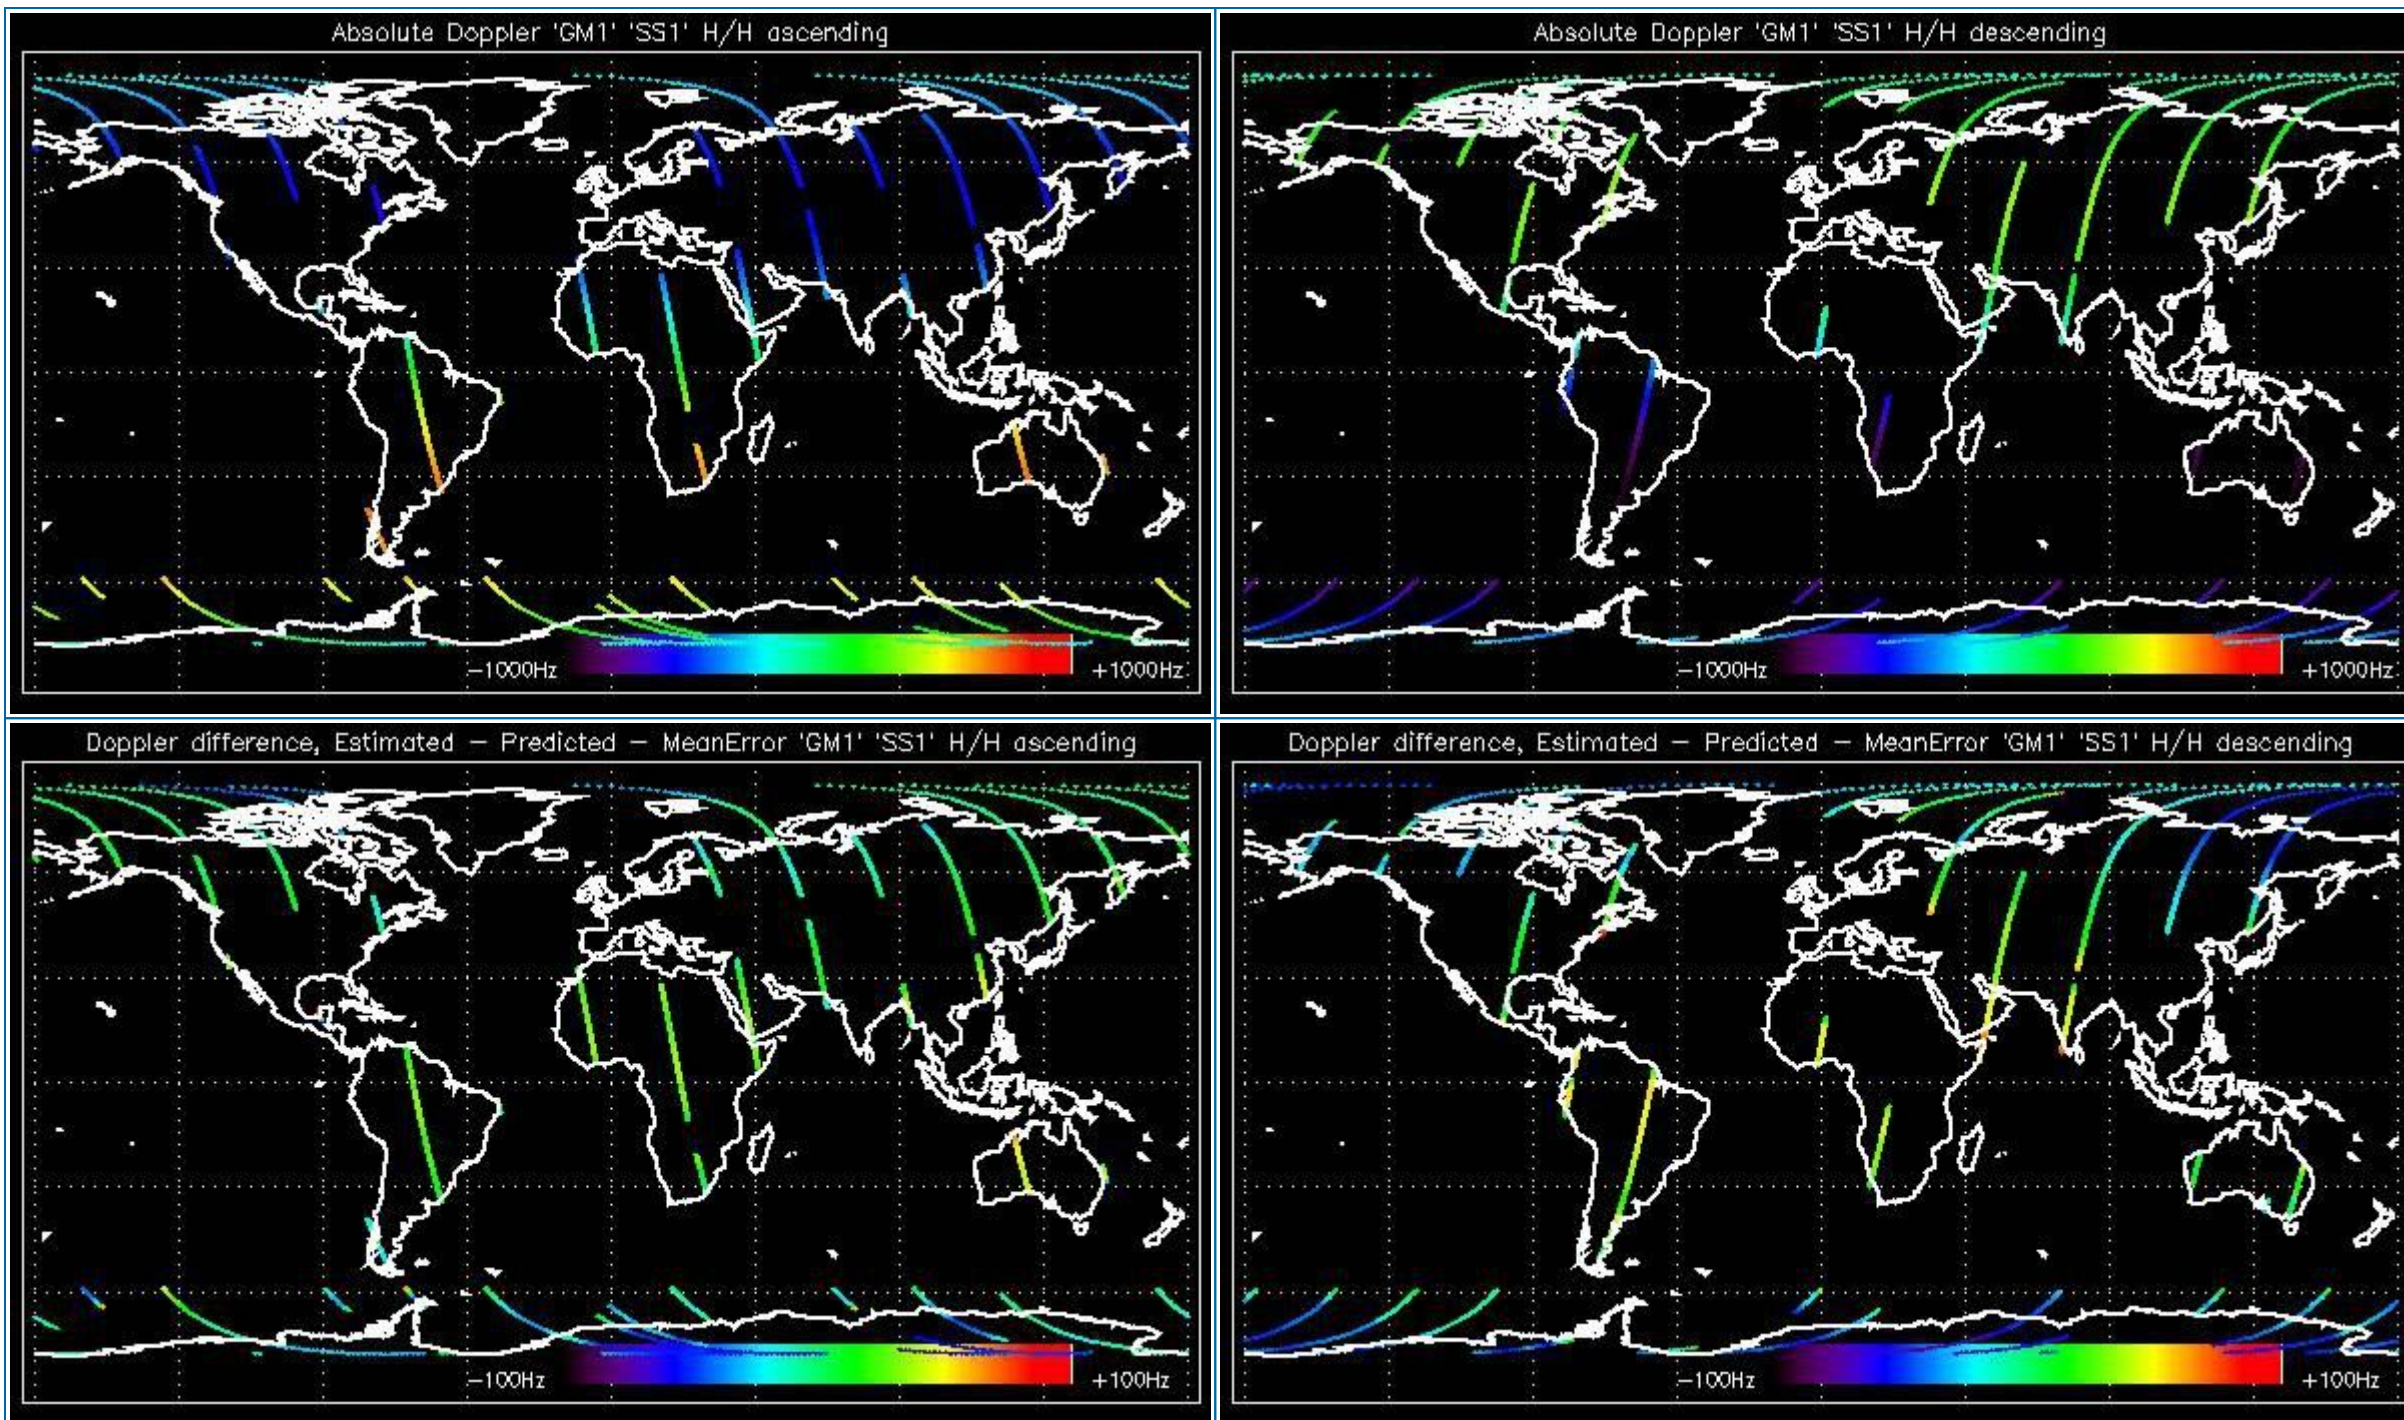 Absolute Doppler 'GM1' 'SS1' H/H ascending
-1000Hz
+1000Hz
Absolute Doppler 'GM1' 'SS1' H/H descending
-1000Hz
+1000Hz
Doppler difference, Estimated - Predicted - MeanError 'GM1' 'SS1' H/H ascending
-100Hz
+100Hz
Doppler difference, Estimated - Predicted - MeanError 'GM1' 'SS1' H/H descending
-100Hz
+100Hz